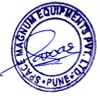 SPACE MAGNUM EQUIPMENTS PVT. LTD.
* PUNE *